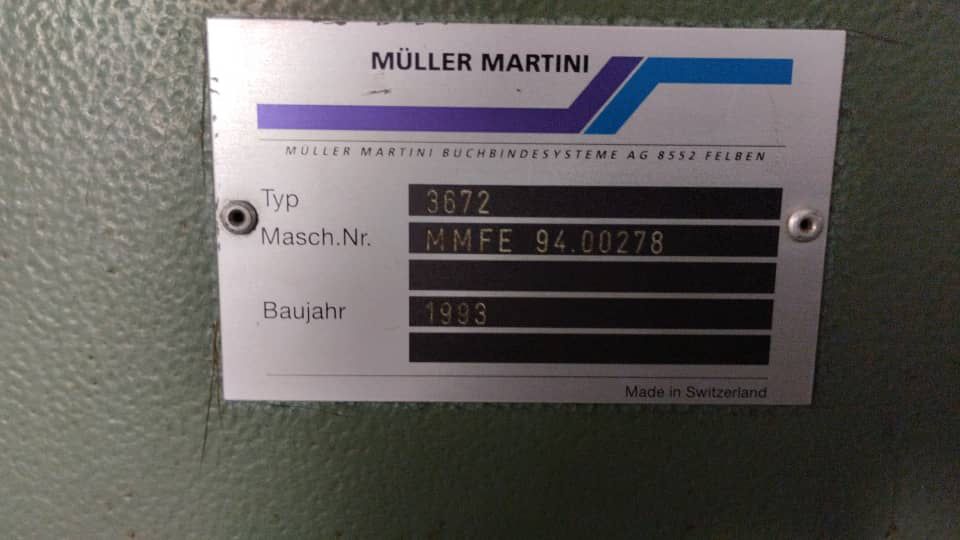 MÜLLER MARTINI
MÜLLER MARTINI BUCHBINDESYSTEME AG 8552 FELBEN
Typ 3672
Masch.Nr. MMFE 94.00278
Baujahr 1993
Made in Switzerland